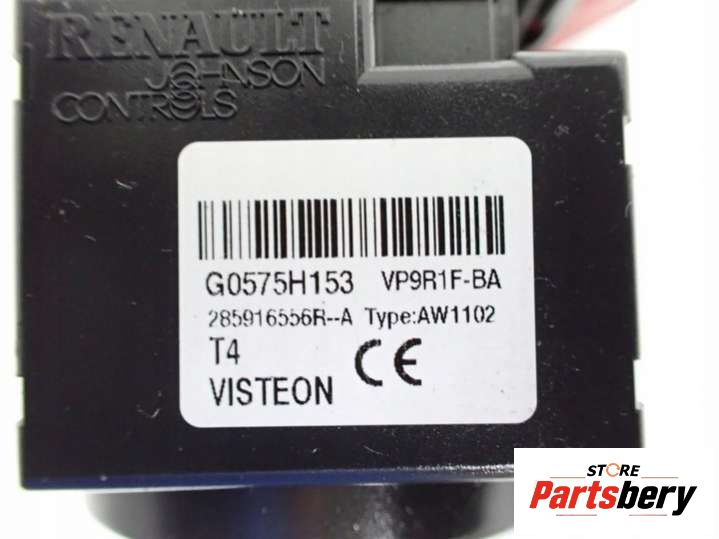 RENAULT
JOHNSON
CONTROLS
G0575H153 VP9R1F-BA
285916556R--A Type:AW1102
T4
CE
VISTEON
STORE
Partsbery